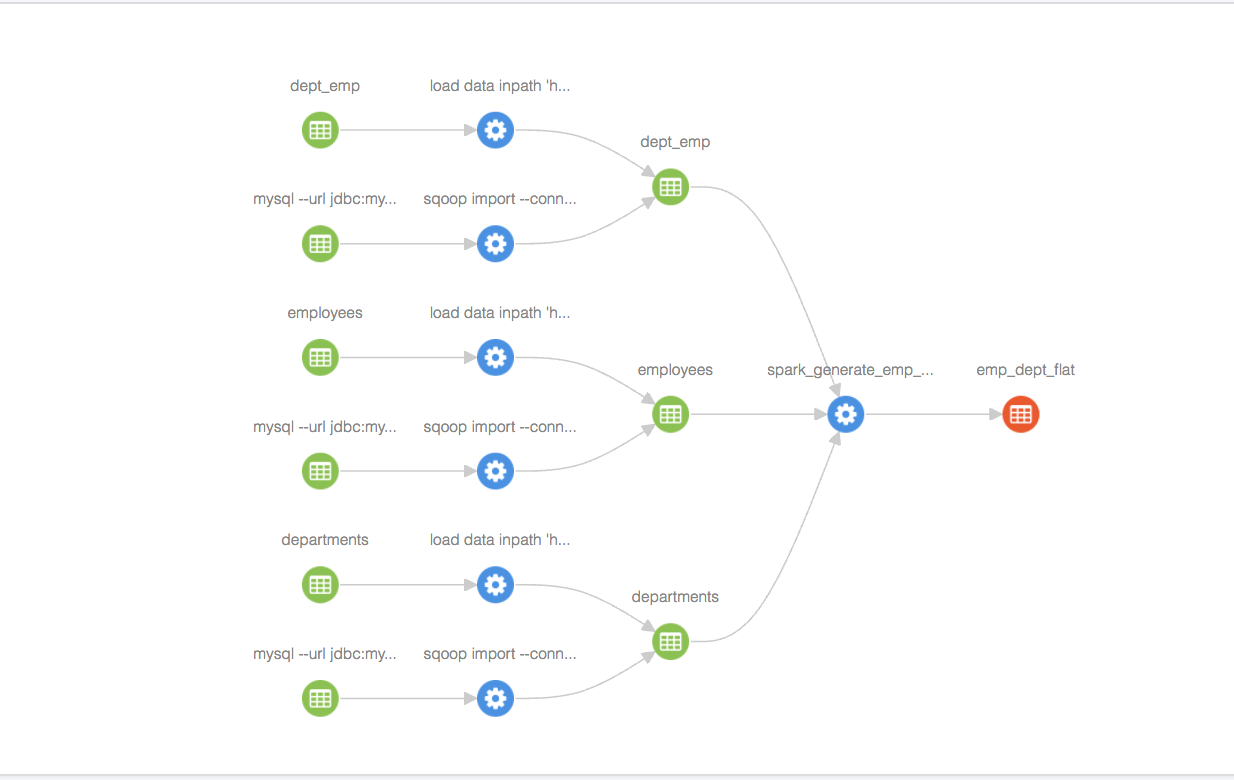 dept_emp
load data inpath 'h...
dept_emp
mysql --url jdbc:my...
sqoop import --conn...
employees
load data inpath 'h...
employees
spark_generate_emp_...
emp_dept_flat
mysql --url jdbc:my...
sqoop import --conn...
departments
load data inpath 'h...
departments
mysql --url jdbc:my...
sqoop import --conn...